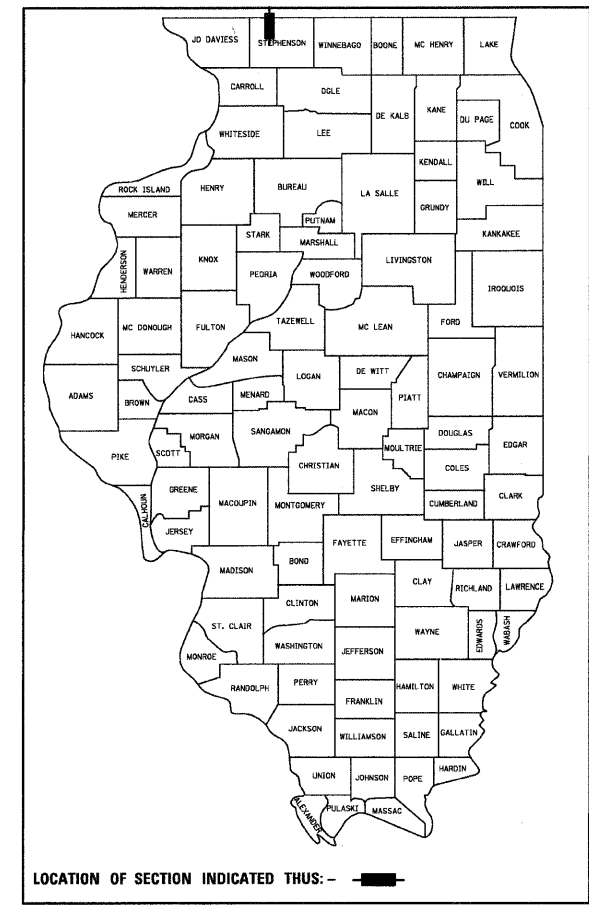 JO DAVIESS
STEPHENSON
WINNEBAGO
BOONE
MC HENRY
LAKE
CARROLL
OGLE
DE KALB
KANE
DU PAGE
COOK
WHITESIDE
LEE
KENDALL
WILL
ROCK ISLAND
HENRY
BUREAU
LA SALLE
GRUNDY
MERCER
PUTNAM
STARK
MARSHALL
KANKAKEE
HENDERSON
WARREN
KNOX
PEORIA
WOODFORD
LIVINGSTON
IROQUOIS
HANCOCK
MC DONOUGH
FULTON
TAZEWELL
MC LEAN
FORD
MASON
SCHUYLER
LOGAN
DE WITT
CHAMPAIGN
VERMILION
ADAMS
BROWN
CASS
MENARD
PIATT
MACON
MORGAN
SANGAMON
DOUGLAS
EDGAR
PIKE
SCOTT
CHRISTIAN
MOULTRIE
COLES
CALHOUN
GREENE
MACOUPIN
MONTGOMERY
SHELBY
CUMBERLAND
CLARK
JERSEY
FAYETTE
EFFINGHAM
JASPER
CRAWFORD
MADISON
BOND
CLAY
RICHLAND
LAWRENCE
CLINTON
MARION
ST. CLAIR
WAYNE
EDWARDS
WABASH
MONROE
WASHINGTON
JEFFERSON
RANDOLPH
PERRY
HAMILTON
WHITE
FRANKLIN
JACKSON
WILLIAMSON
SALINE
GALLATIN
UNION
JOHNSON
POPE
HARDIN
ALEXANDER
PULASKI
MASSAC
LOCATION OF SECTION INDICATED THUS: -